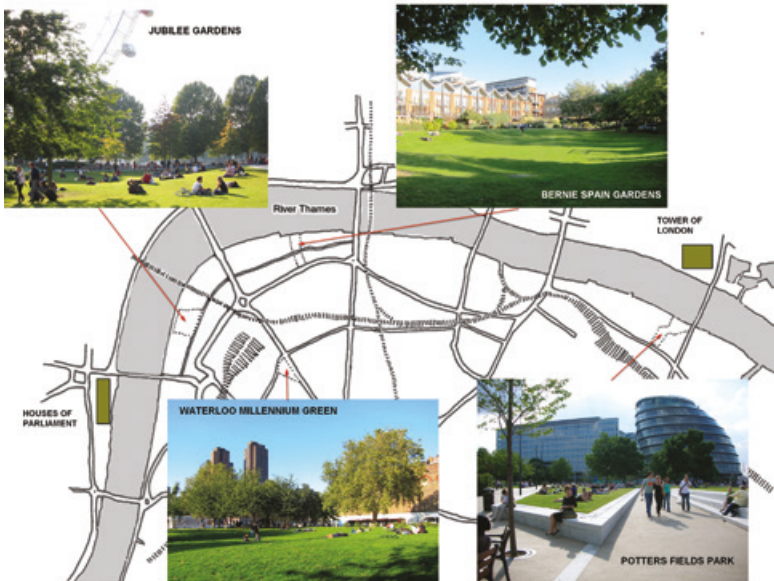 JUBILEE GARDENS
BERNIE SPAIN GARDENS
River Thames
TOWER OF
LONDON
HOUSES OF
PARLIAMENT
WATERLOO MILLENNIUM GREEN
POTTERS FIELDS PARK